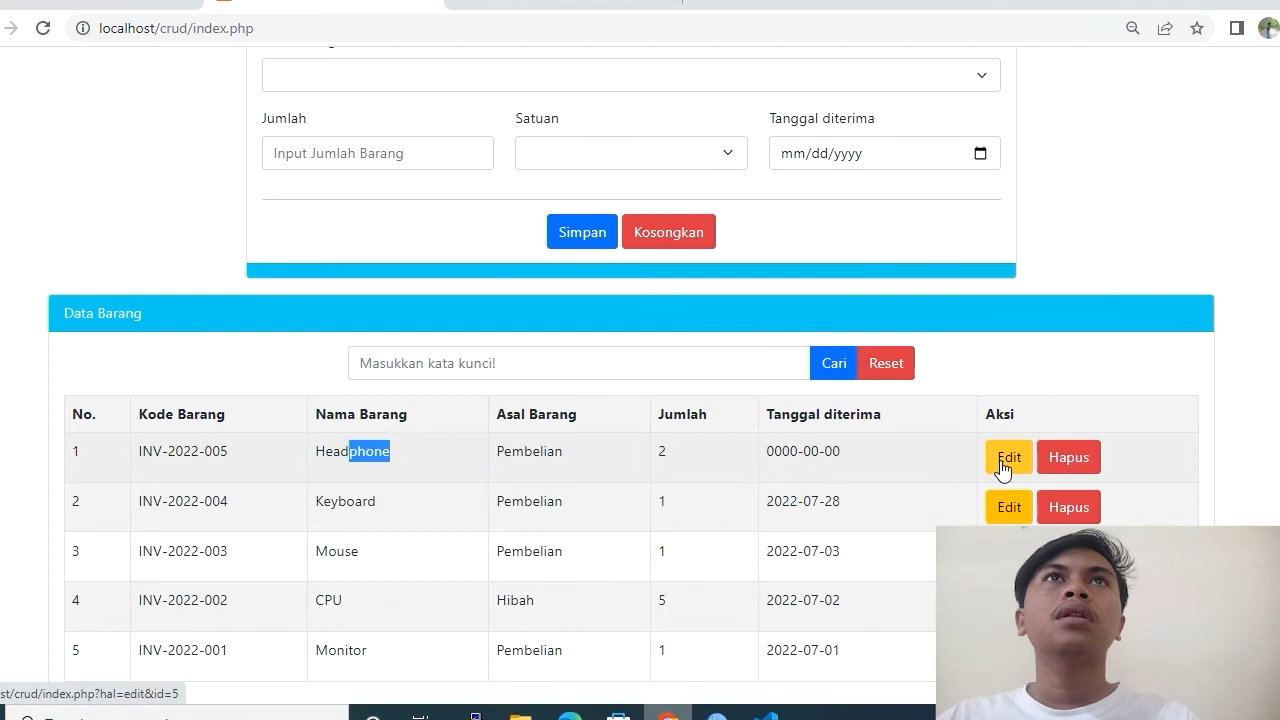 localhost/crud/index.php
Jumlah Satuan Tanggal diterima
Input Jumlah Barang mm/dd/yyyy
Simpan Kosongkan
Data Barang
Masukkan kata kunci! Cari Reset
No. Kode Barang Nama Barang Asal Barang Jumlah Tanggal diterima Aksi
1 INV-2022-005 Headphone Pembelian 2 0000-00-00 Edit Hapus
2 INV-2022-004 Keyboard Pembelian 1 2022-07-28 Edit Hapus
3 INV-2022-003 Mouse Pembelian 1 2022-07-03
4 INV-2022-002 CPU Hibah 5 2022-07-02
5 INV-2022-001 Monitor Pembelian 1 2022-07-01
st/crud/index.php?hal=edit&id=5